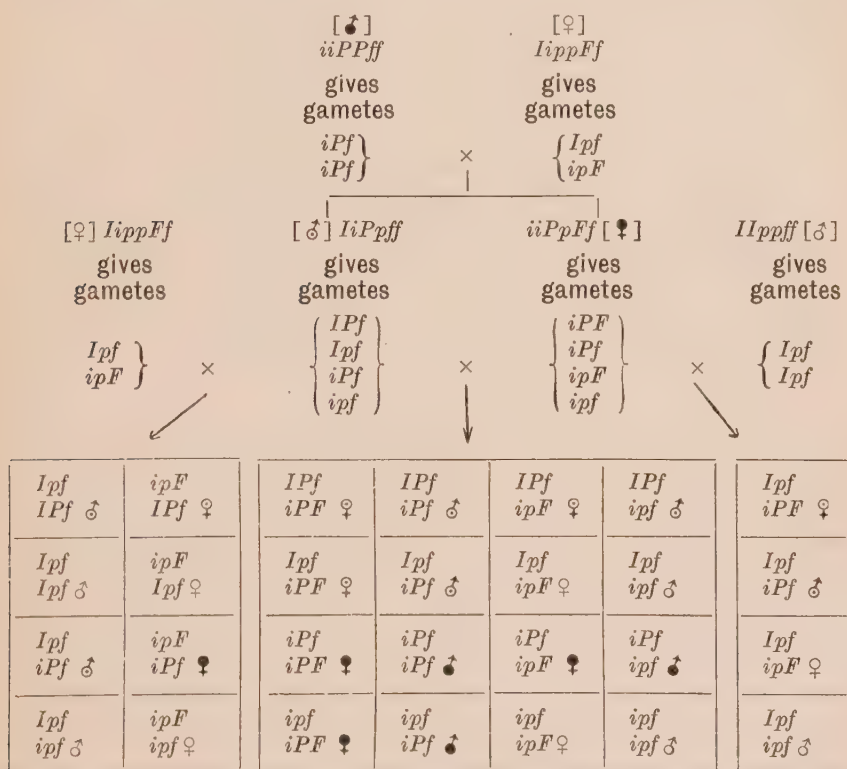 [♂] [♀]
iiPPff IippFf
gives gives
gametes gametes
iPf } × { Ipf
iPf } { ipF
[♀] IippFf [♂] IiPpff iiPpFf [♀] IIppff [♂]
gives gives gives gives
gametes gametes gametes gametes
{ IPf } { iPF }
Ipf } × { Ipf } × { iPf } × { Ipf
ipF } { iPf } { ipF } { Ipf
{ ipf } { ipf }
Ipf ipF IPf IPf IPf IPf Ipf
IPf ♂ IPf ♀ iPF ♀ iPf ♂ ipF ♀ ipf ♂ iPF ♀
Ipf ipF Ipf Ipf Ipf Ipf Ipf
Ipf ♂ Ipf ♀ iPF ♀ iPf ♂ ipF ♀ ipf ♂ iPf ♂
Ipf ipF iPf iPf iPf iPf Ipf
iPf ♂ iPf ♀ iPF ♀ iPf ♂ ipF ♀ ipf ♂ ipF ♀
Ipf ipF ipf ipf ipf ipf Ipf
ipf ♂ ipf ♀ iPF ♀ iPf ♂ ipF ♀ ipf ♂ ipf ♂